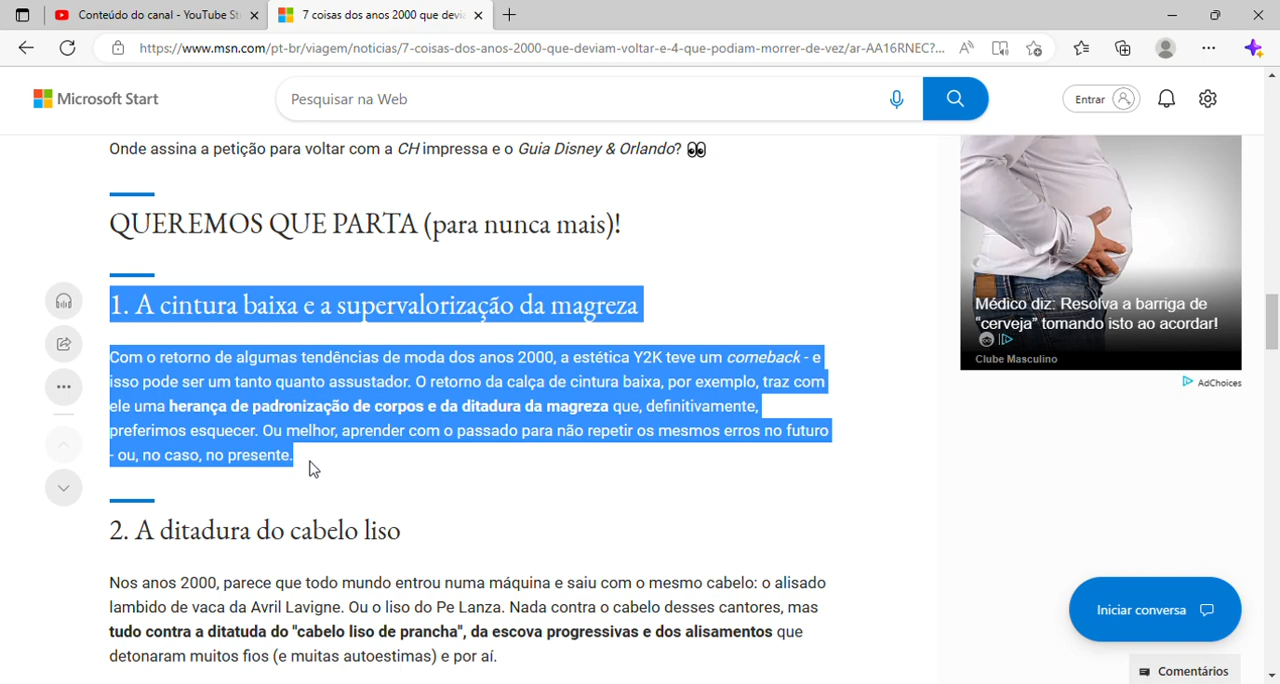 Conteúdo do canal - YouTube St
7 coisas dos anos 2000 que devia
https://www.msn.com/pt-br/viagem/noticias/7-coisas-dos-anos-2000-que-deviam-voltar-e-4-que-podiam-morrer-de-vez/ar-AA16RNEC?...
Microsoft Start
Pesquisar na Web
Entrar
Onde assina a petição para voltar com a CH impressa e o Guia Disney & Orlando? 👀
QUEREMOS QUE PARTA (para nunca mais)!
1. A cintura baixa e a supervalorização da magreza
Com o retorno de algumas tendências de moda dos anos 2000, a estética Y2K teve um comeback - e
isso pode ser um tanto quanto assustador. O retorno da calça de cintura baixa, por exemplo, traz com
ele uma herança de padronização de corpos e da ditadura da magreza que, definitivamente,
preferimos esquecer. Ou melhor, aprender com o passado para não repetir os mesmos erros no futuro
- ou, no caso, no presente.
2. A ditadura do cabelo liso
Nos anos 2000, parece que todo mundo entrou numa máquina e saiu com o mesmo cabelo: o alisado
lambido de vaca da Avril Lavigne. Ou o liso do Pe Lanza. Nada contra o cabelo desses cantores, mas
tudo contra a ditatuda do "cabelo liso de prancha", da escova progressivas e dos alisamentos que
detonaram muitos fios (e muitas autoestimas) e por aí.
Médico diz: Resolva a barriga de
"cerveja" tomando isto ao acordar!
Clube Masculino
AdChoices
Iniciar conversa
Comentários